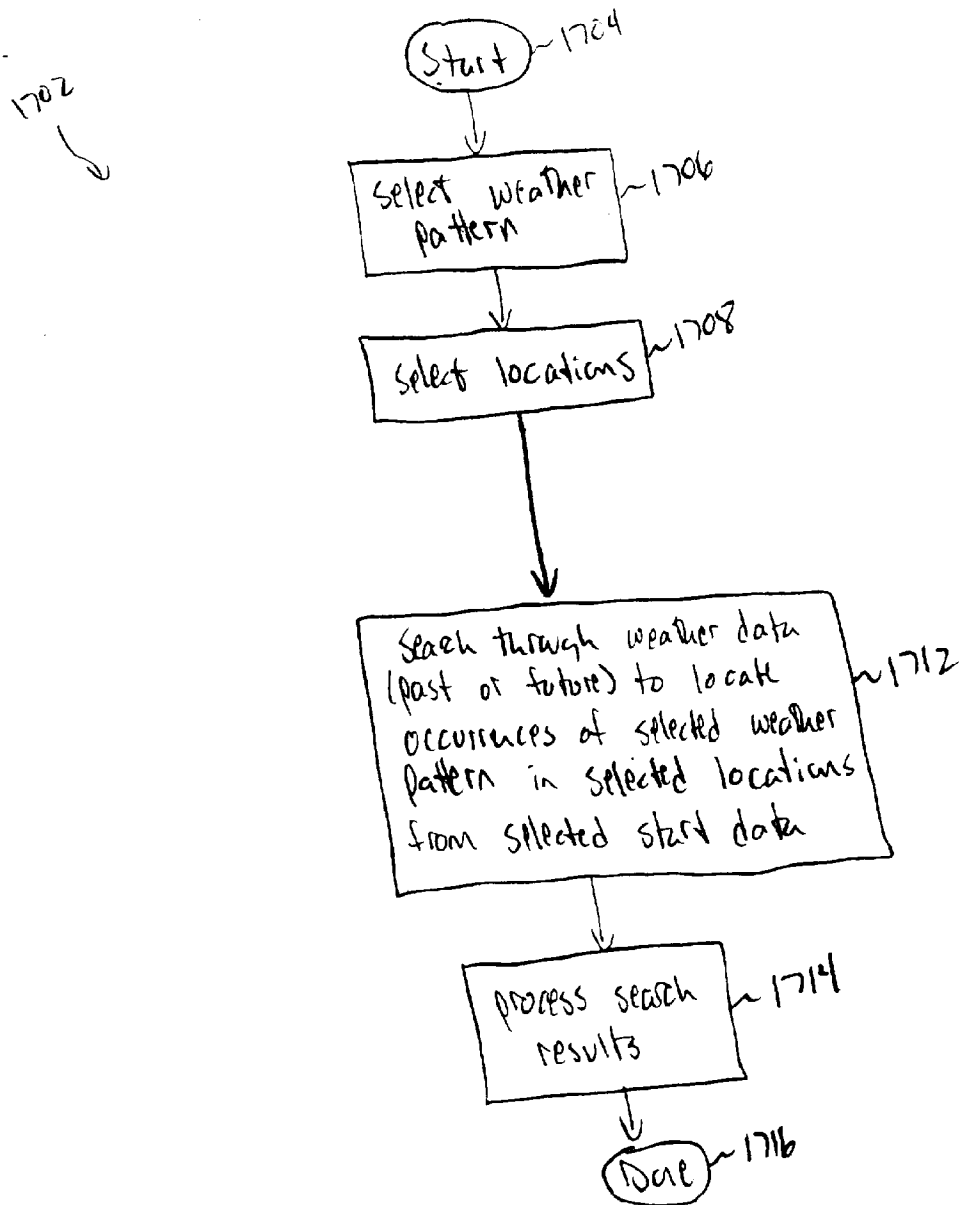 Start
1704
1702
select weather
pattern
1706
select locations
1708
Search through weather data
(past or future) to locate
occurrences of selected weather
pattern in selected locations
from selected start data
1712
process search
results
1714
Done
1716